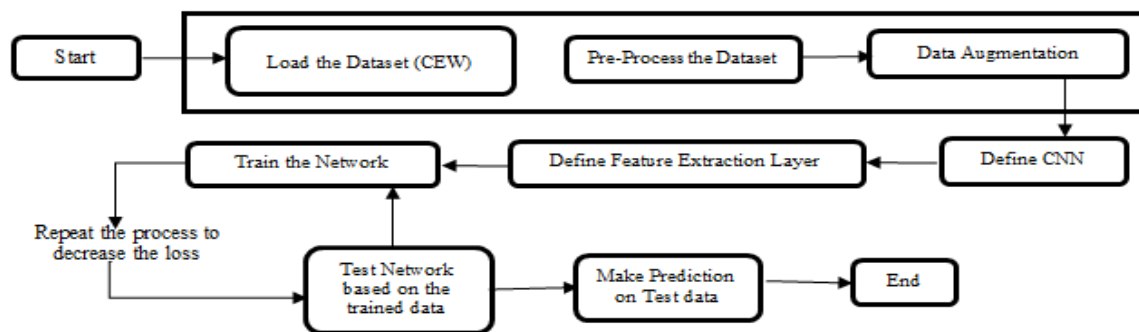 Start
Load the Dataset (CEW)
Pre-Process the Dataset
Data Augmentation
Train the Network
Define Feature Extraction Layer
Define CNN
Repeat the process to
decrease the loss
Test Network
based on the
trained data
Make Prediction
on Test data
End